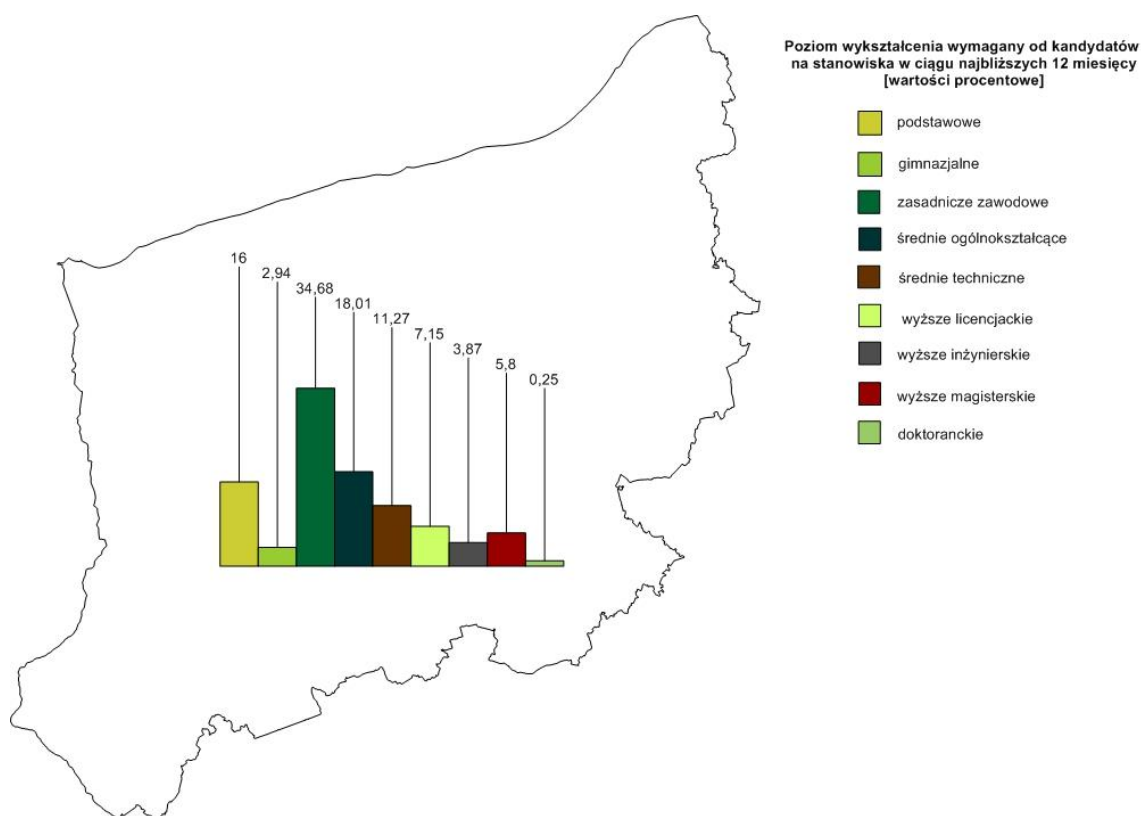 Poziom wykształcenia wymagany od kandydatów
na stanowiska w ciągu najbliższych 12 miesięcy
[wartości procentowe]
podstawowe
gimnazjalne
zasadnicze zawodowe
średnie ogólnokształcące
średnie techniczne
wyższe licencjackie
wyższe inżynierskie
wyższe magisterskie
doktoranckie
16
2,94
34,68
18,01
11,27
7,15
3,87
5,8
0,25